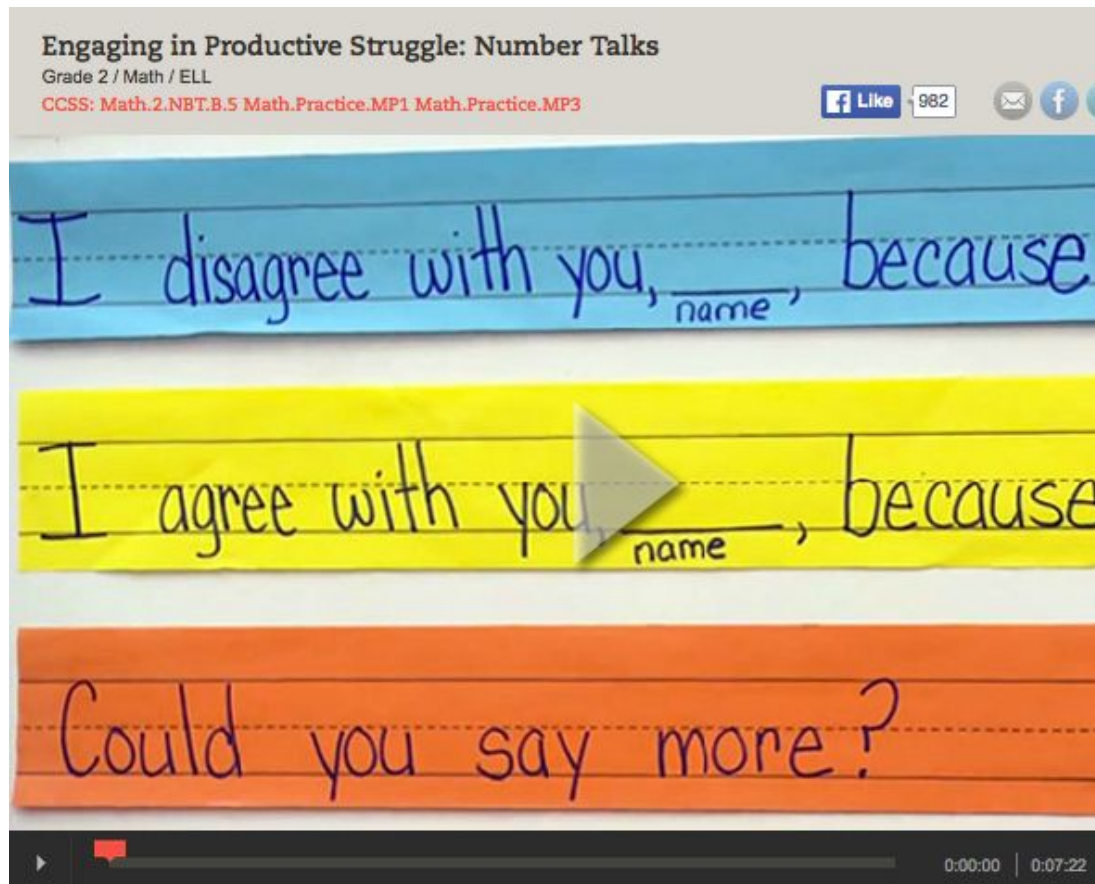 Engaging in Productive Struggle: Number Talks
Grade 2 / Math / ELL
CCSS: Math.2.NBT.B.5 Math.Practice.MP1 Math.Practice.MP3
Like 982
I disagree with you, ____, because
name
I agree with you, ____, because
name
Could you say more?
0:00:00 | 0:07:22